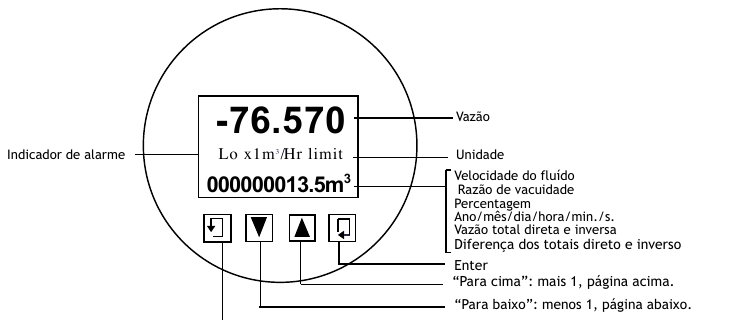 -76.570
Vazão
Indicador de alarme
Lo x1m³/Hr limit
Unidade
000000013.5m³
Velocidade do fluído
Razão de vacuidade
Percentagem
Ano/mês/dia/hora/min./s.
Vazão total direta e inversa
Diferença dos totais direto e inverso
Enter
“Para cima”: mais 1, página acima.
“Para baixo”: menos 1, página abaixo.